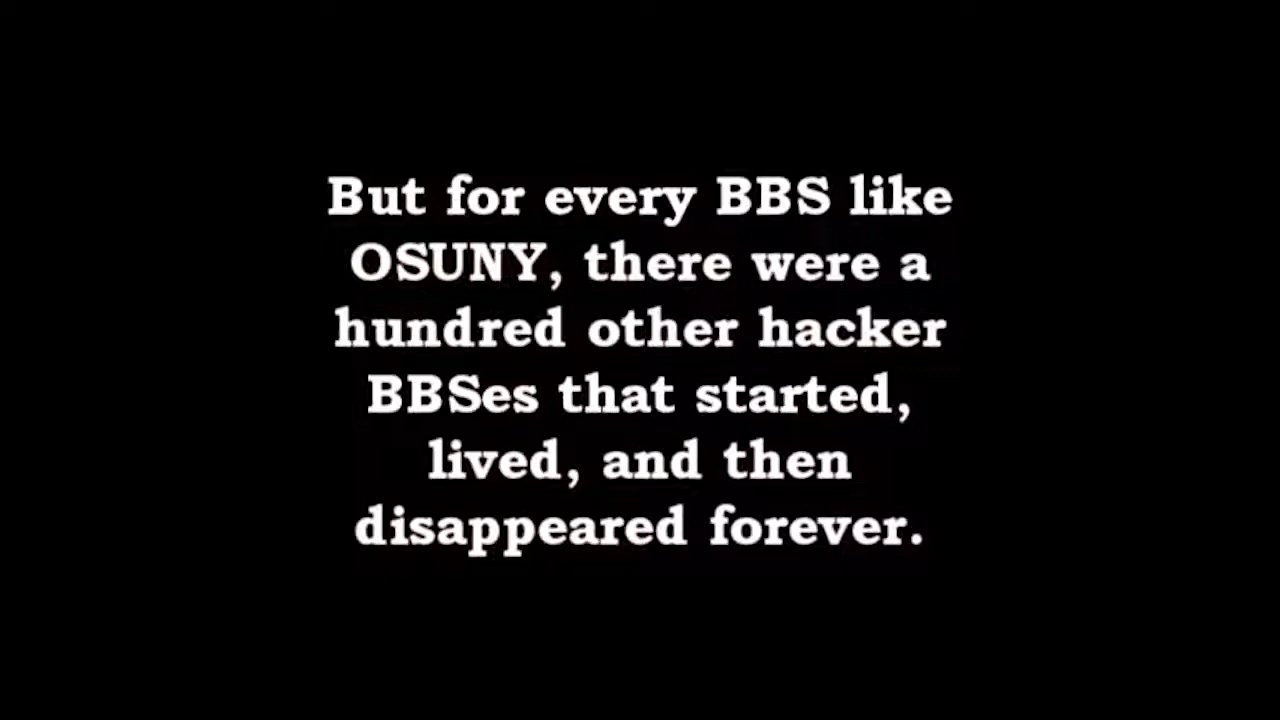 But for every BBS like
OSUNY, there were a
hundred other hacker
BBSes that started,
lived, and then
disappeared forever.